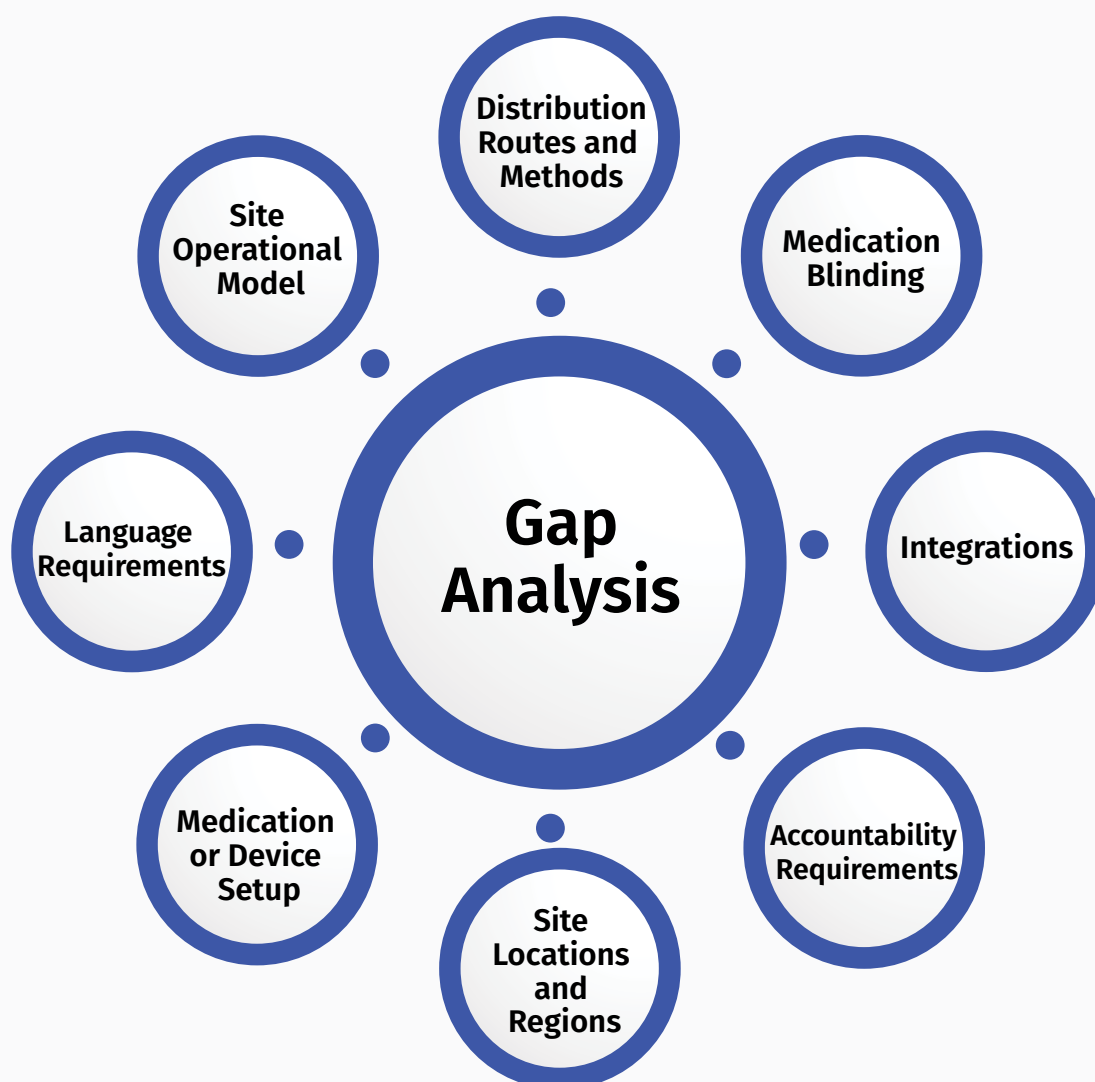 Distribution
Routes and
Methods
Site
Operational
Model
Medication
Blinding
Language
Requirements
Gap
Analysis
Integrations
Medication
or Device
Setup
Accountability
Requirements
Site
Locations
and
Regions